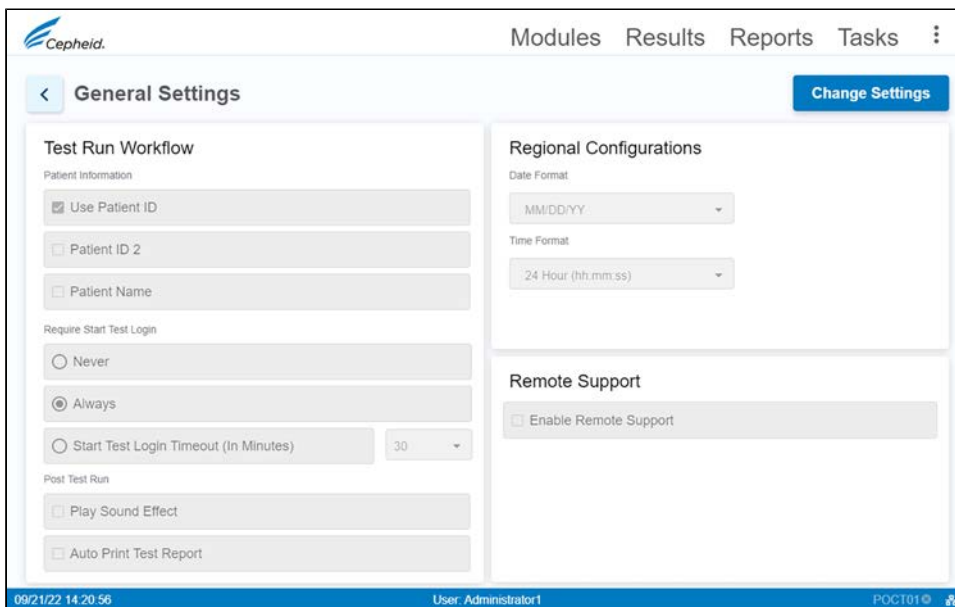 Cepheid.
Modules Results Reports Tasks
General Settings
Change Settings
Test Run Workflow
Patient Information
Use Patient ID
Patient ID 2
Patient Name
Require Start Test Login
Never
Always
Start Test Login Timeout (In Minutes) 30
Post Test Run
Play Sound Effect
Auto Print Test Report
Regional Configurations
Date Format
MM/DD/YY
Time Format
24 Hour (hh:mm:ss)
Remote Support
Enable Remote Support
09/21/22 14:20:56 User: Administrator1 POCT01